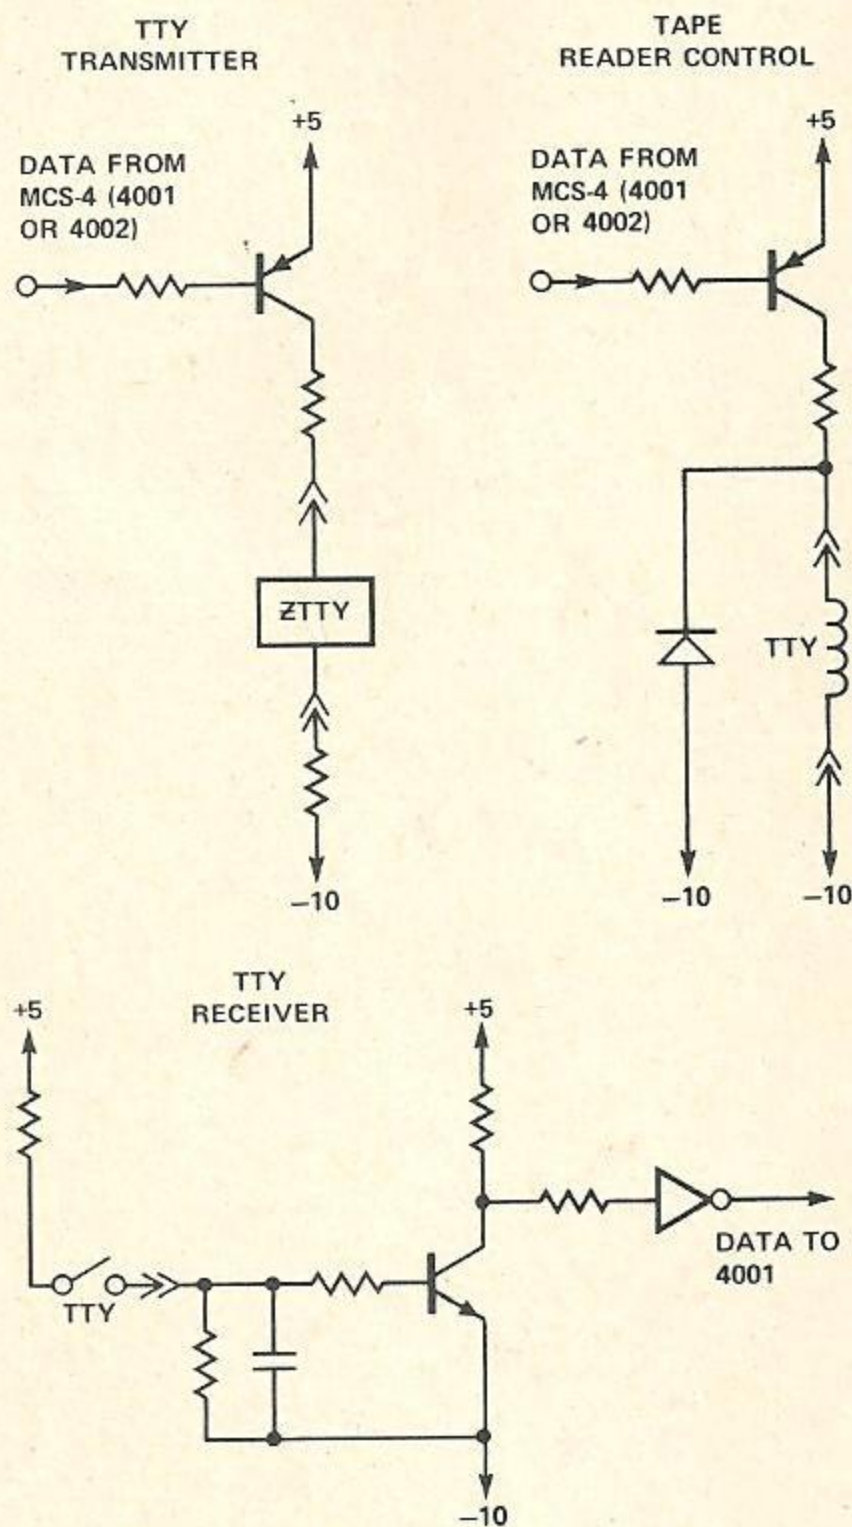 TTY
TRANSMITTER
+5
DATA FROM
MCS-4 (4001
OR 4002)
ZTTY
–10
TAPE
READER CONTROL
+5
DATA FROM
MCS-4 (4001
OR 4002)
TTY
–10
–10
TTY
RECEIVER
+5
+5
TTY
DATA TO
4001
–10